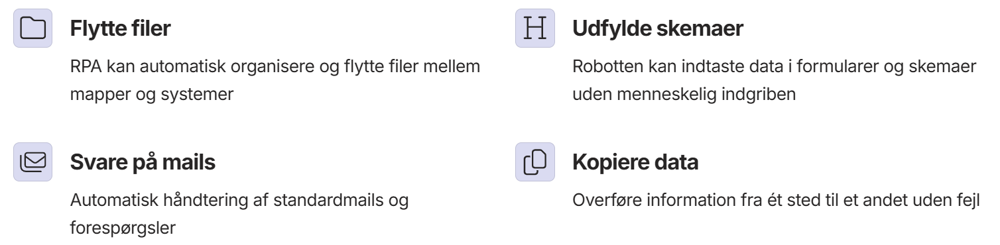 Flytte filer
RPA kan automatisk organisere og flytte filer mellem
mapper og systemer
Udfylde skemaer
Robotten kan indtaste data i formularer og skemaer
uden menneskelig indgriben
Svare på mails
Automatisk håndtering af standardmails og
forespørgsler
Kopiere data
Overføre information fra ét sted til et andet uden fejl